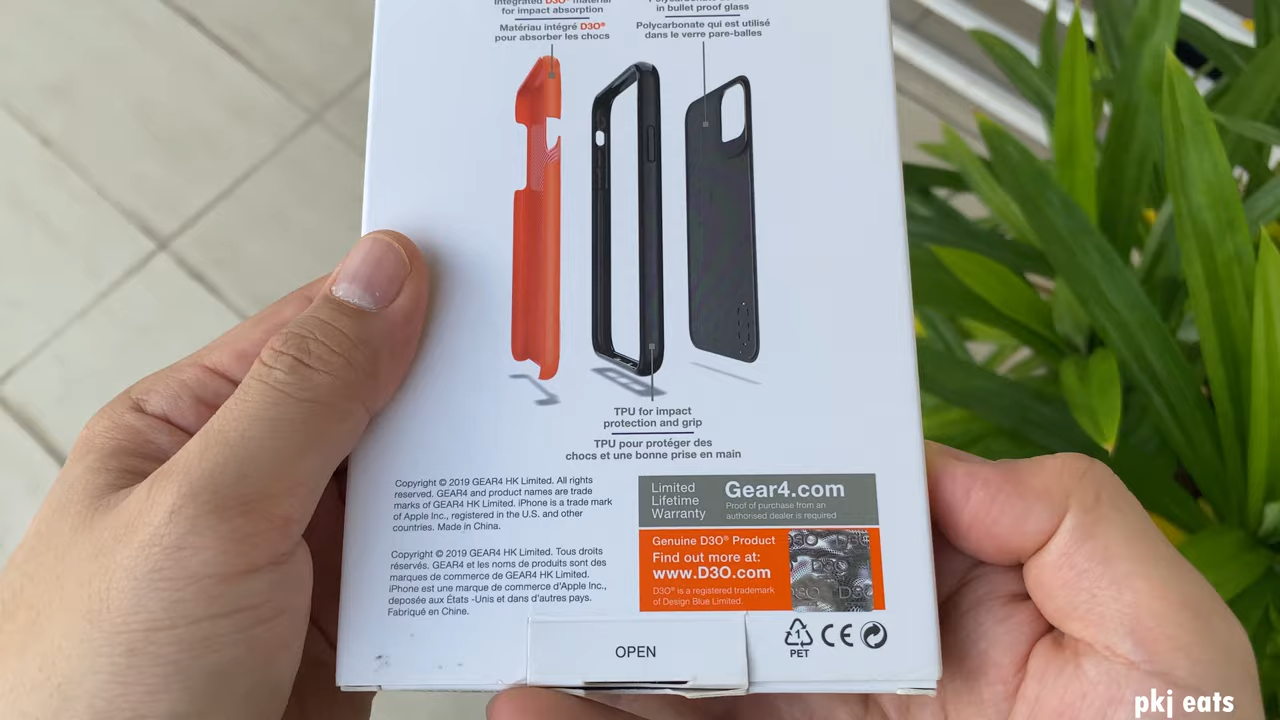 Integrated D3O® material
for impact absorption
Matériau intégré D3O®
pour absorber les chocs
in bullet proof glass
Polycarbonate qui est utilisé
dans le verre pare-balles
TPU for impact
protection and grip
TPU pour protéger des
chocs et une bonne prise en main
Copyright © 2019 GEAR4 HK Limited. All rights
reserved. GEAR4 and product names are trade
marks of GEAR4 HK Limited. iPhone is a trade mark
of Apple Inc., registered in the U.S. and other
countries. Made in China.
Copyright © 2019 GEAR4 HK Limited. Tous droits
réservés. GEAR4 et les noms de produits sont des
marques de commerce de GEAR4 HK Limited.
iPhone est une marque de commerce d'Apple Inc.,
deposée aux États -Unis et dans d'autres pays.
Fabriqué en Chine.
Limited
Lifetime
Warranty
Gear4.com
Proof of purchase from an
authorised dealer is required
Genuine D3O® Product
Find out more at:
www.D3O.com
D3O® is a registered trademark
of Design Blue Limited.
D3O
OPEN
1
PET
CE
pkj eats